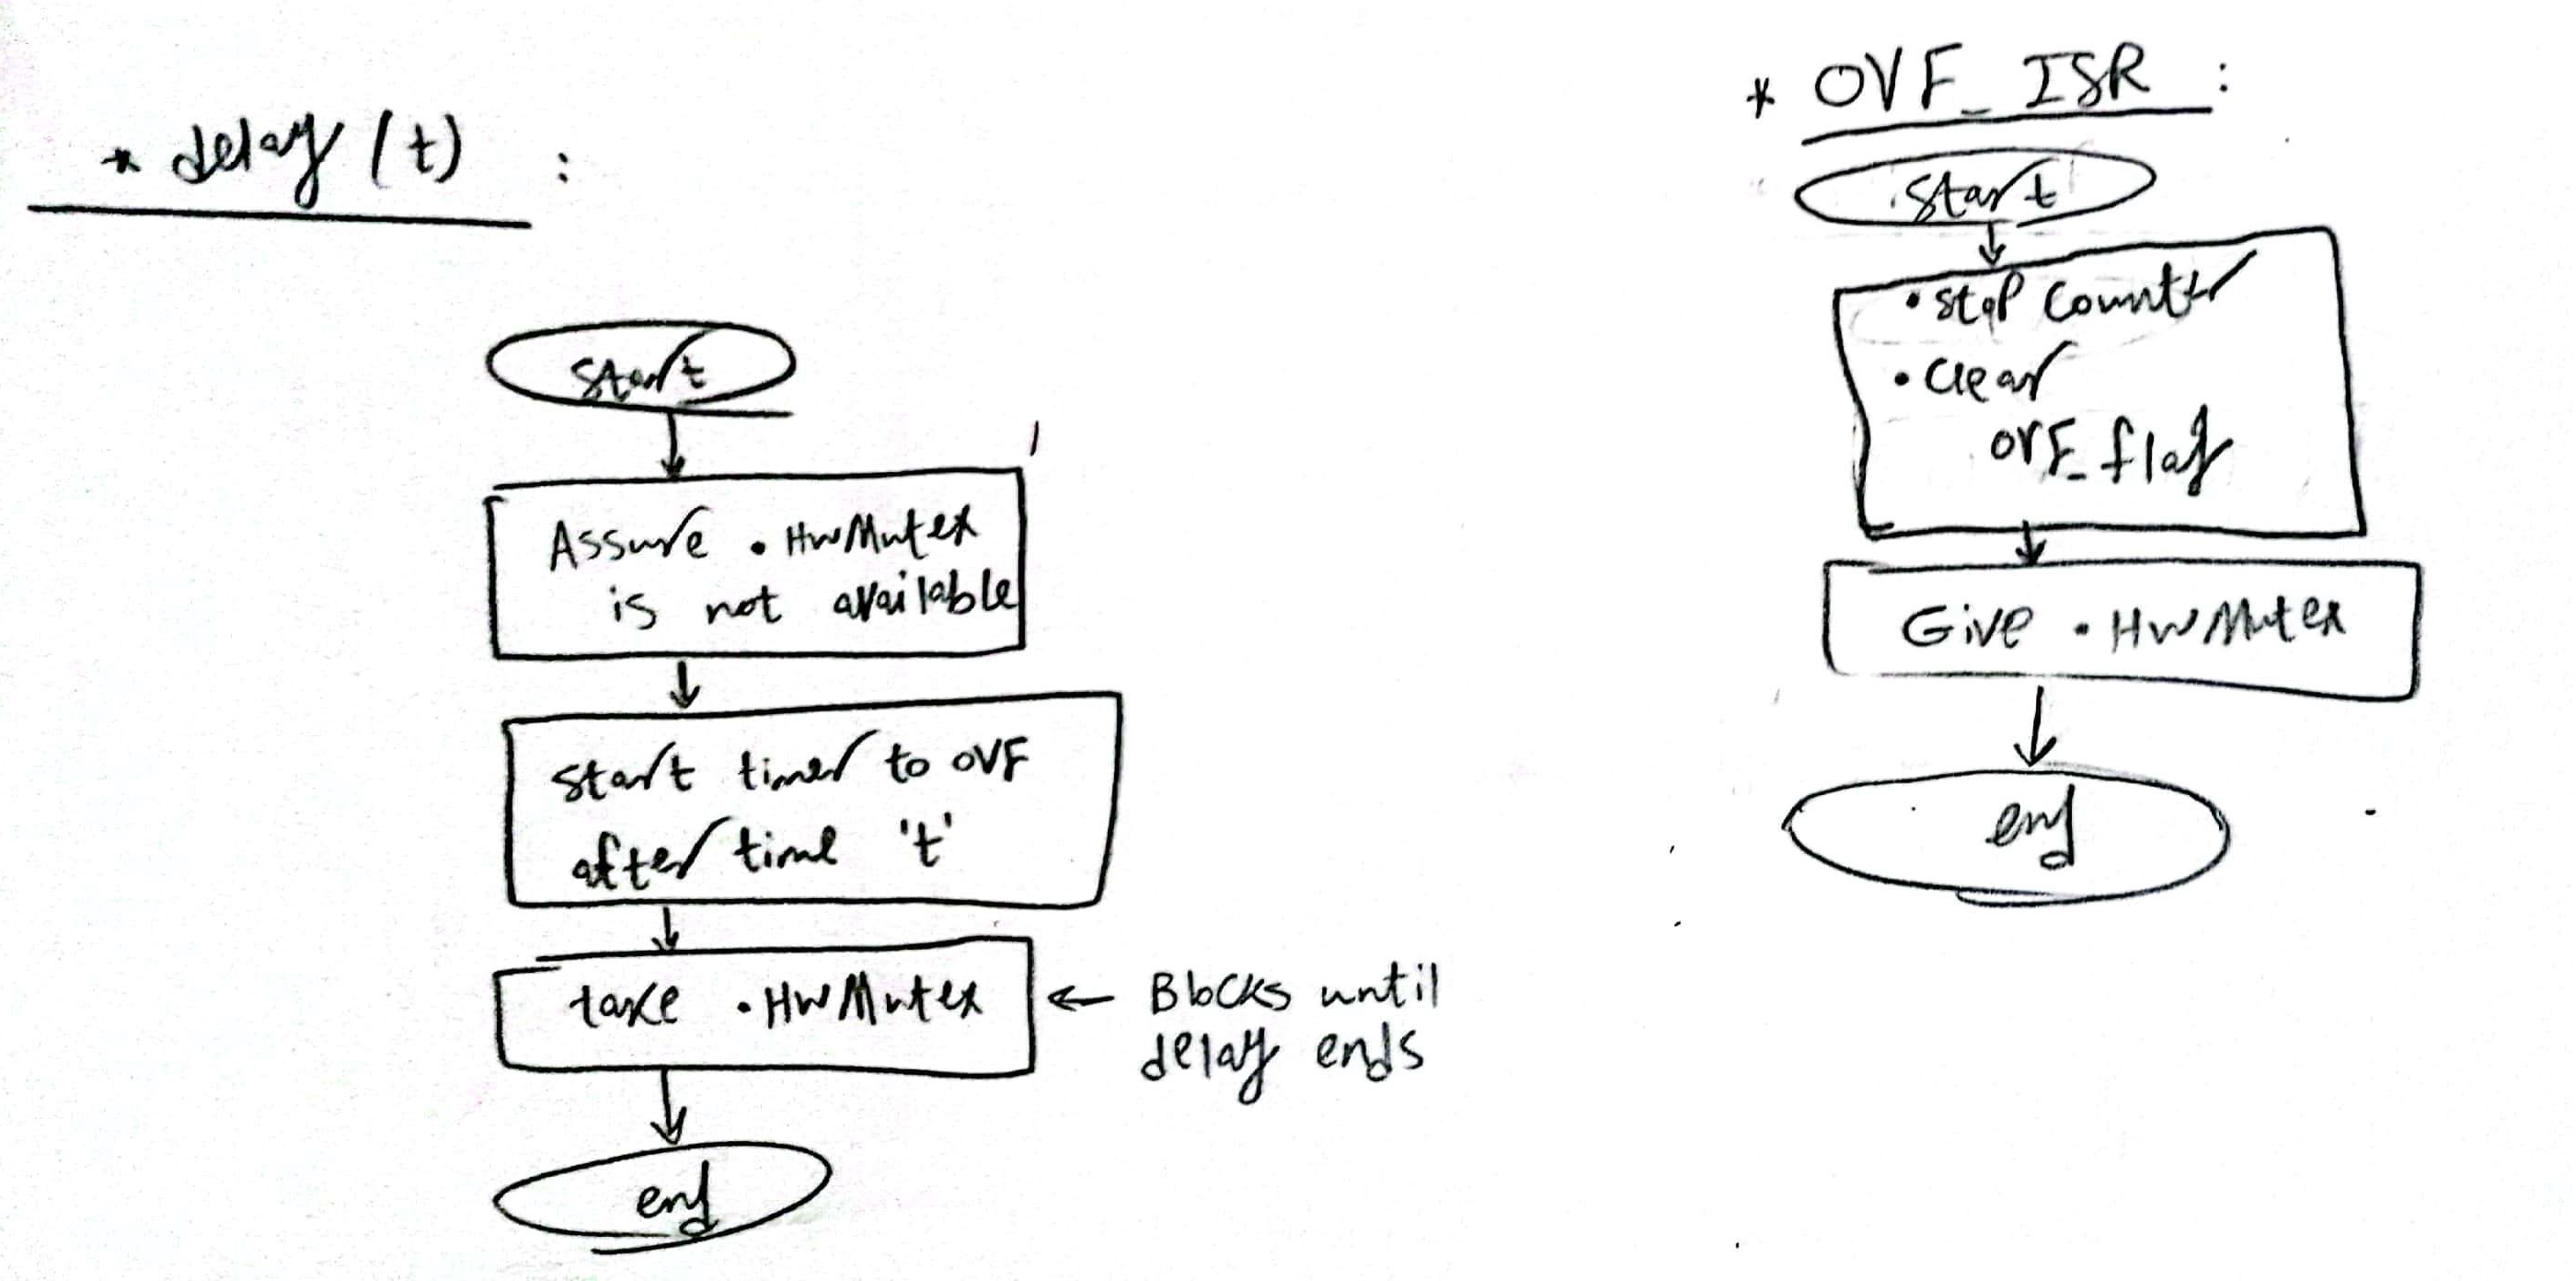 * delay (t) :
start
Assure .HwMutex
is not available
start timer to OVF
after time 't'
take .HwMutex
← Blocks until
delay ends
end
* OVF_ISR :
start
• stop counter
• clear
OVF_flag
Give .HwMutex
end